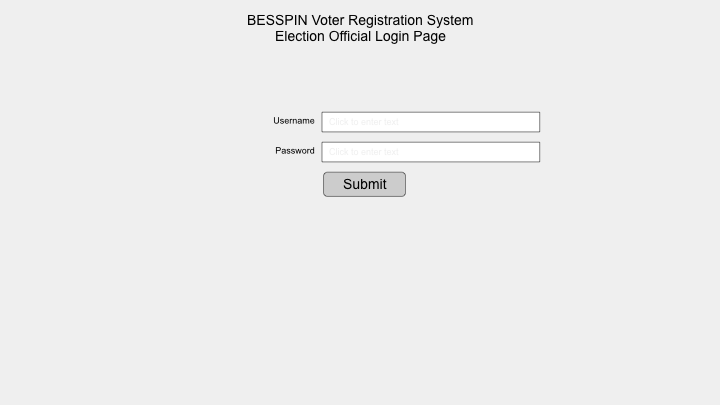 BESSPIN Voter Registration System
Election Official Login Page
Username
Click to enter text
Password
Click to enter text
Submit